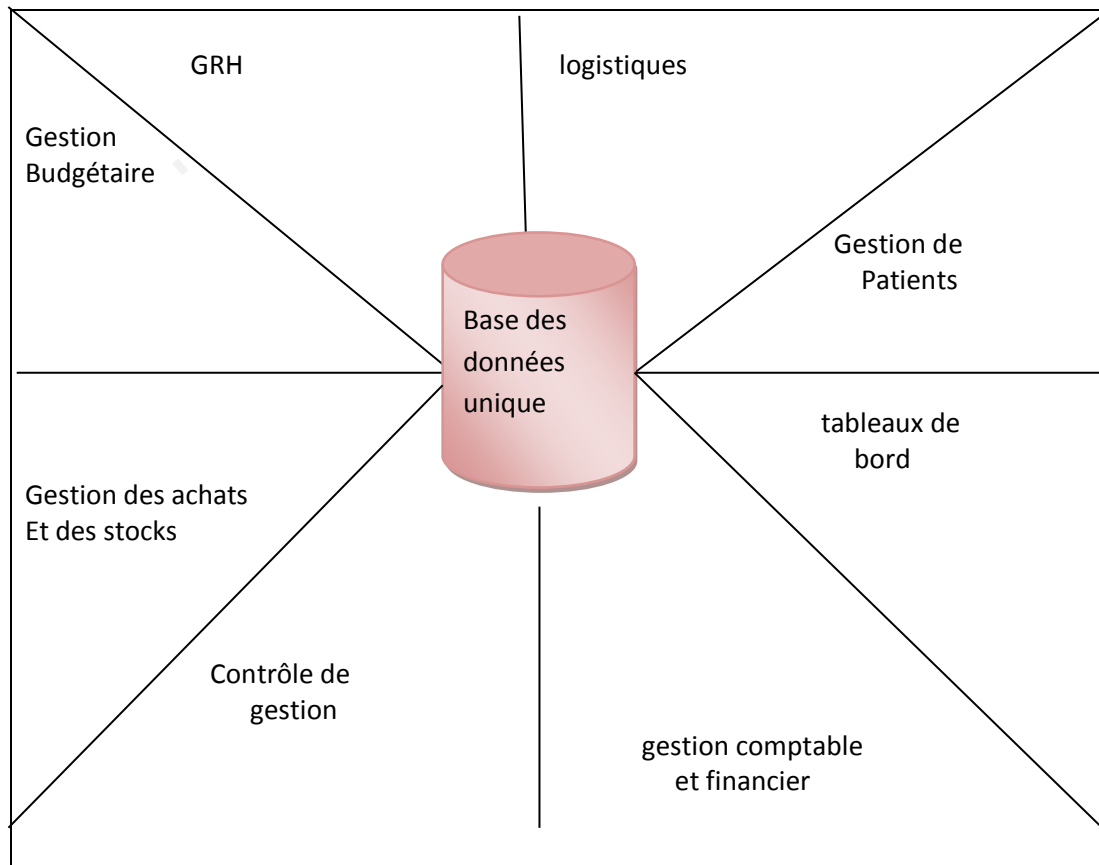 GRH
logistiques
Gestion
Budgétaire
Gestion de
Patients
Base des
données
unique
tableaux de
bord
Gestion des achats
Et des stocks
Contrôle de
gestion
gestion comptable
et financier